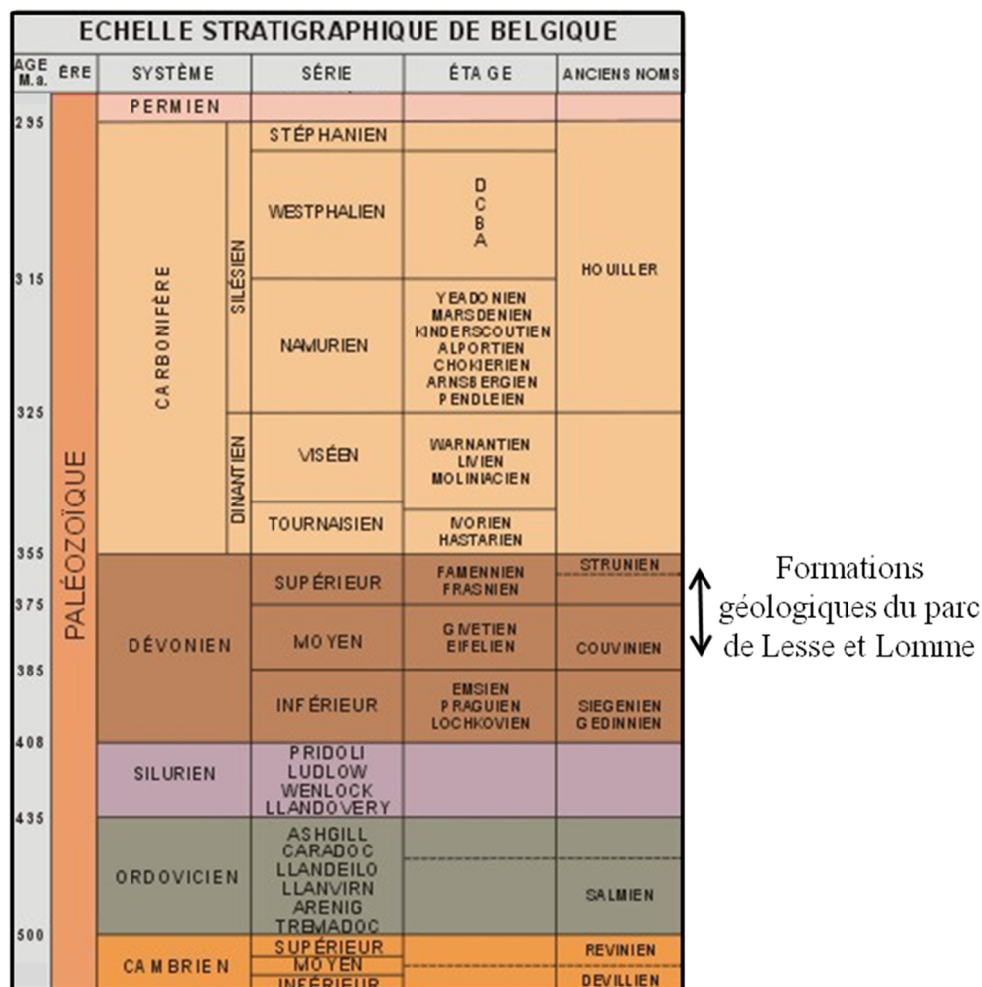 ECHELLE STRATIGRAPHIQUE DE BELGIQUE
AGE M.a.
ÈRE
SYSTÈME
SÉRIE
ÉTAGE
ANCIENS NOMS
PERMIEN
295
STÉPHANIEN
WESTPHALIEN
D
C
B
A
315
HOUILLER
CARBONIFÈRE
SILÉSIEN
NAMURIEN
YEADONIEN
MARSDENIEN
KINDERSCOUTIEN
ALPORTIEN
CHOKIERIEN
ARNSBERGIEN
PENDLEIEN
325
DINANTIEN
VISÉEN
WARNANTIEN
LIVIEN
MOLINIACIEN
TOURNAISIEN
IVORIEN
HASTARIEN
355
PALÉOZOÏQUE
DÉVONIEN
SUPÉRIEUR
FAMENNIEN
FRASNIEN
STRUNIEN
375
MOYEN
GIVETIEN
EIFELIEN
COUVINIEN
385
INFÉRIEUR
EMSIEN
PRAGUIEN
LOCHKOVIEN
SIEGENIEN
GEDINNIEN
408
Formations
géologiques du parc
de Lesse et Lomme
SILURIEN
PRIDOLI
LUDLOW
WENLOCK
LLANDOVERY
435
ORDOVICIEN
ASHGILL
CARADOC
LLANDEILO
LLANVIRN
ARENIG
TREMADOC
SALMIEN
500
CAMBRIEN
SUPÉRIEUR
MOYEN
INFÉRIEUR
REVINIEN
DEVILLIEN